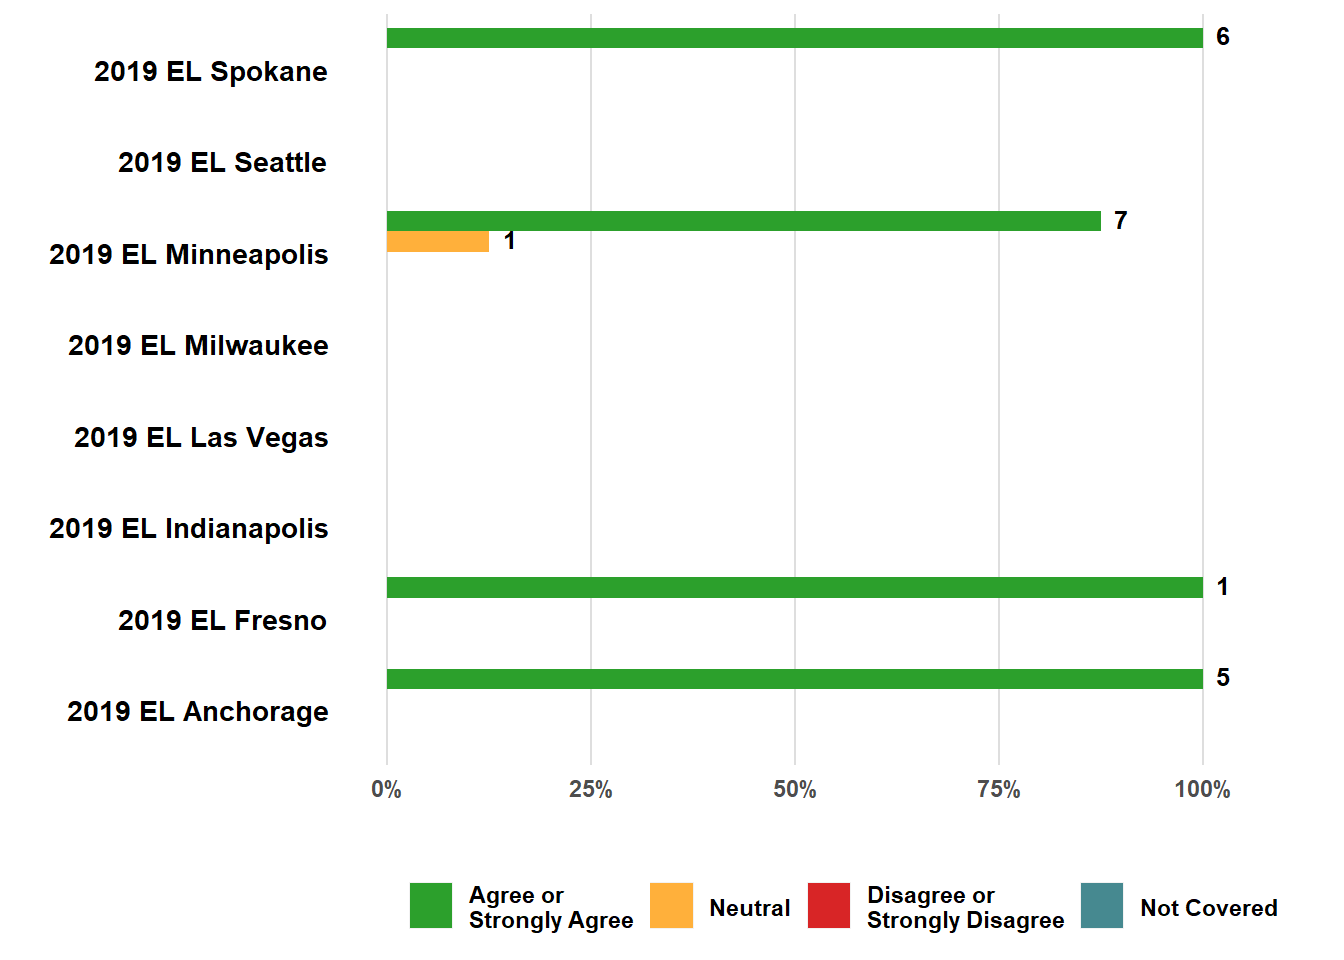 6
2019 EL Spokane
2019 EL Seattle
7
1
2019 EL Minneapolis
2019 EL Milwaukee
2019 EL Las Vegas
2019 EL Indianapolis
1
2019 EL Fresno
5
2019 EL Anchorage
0% 25% 50% 75% 100%
Agree or
Strongly Agree
Neutral
Disagree or
Strongly Disagree
Not Covered